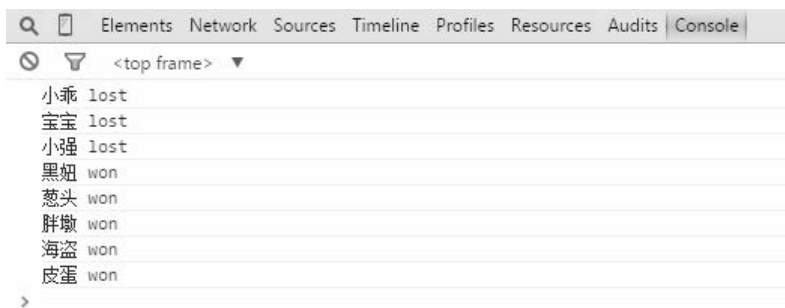 Elements Network Sources Timeline Profiles Resources Audits Console
<top frame> ▼
小乖 lost
宝宝 lost
小强 lost
黑妞 won
葱头 won
胖墩 won
海盗 won
皮蛋 won
>